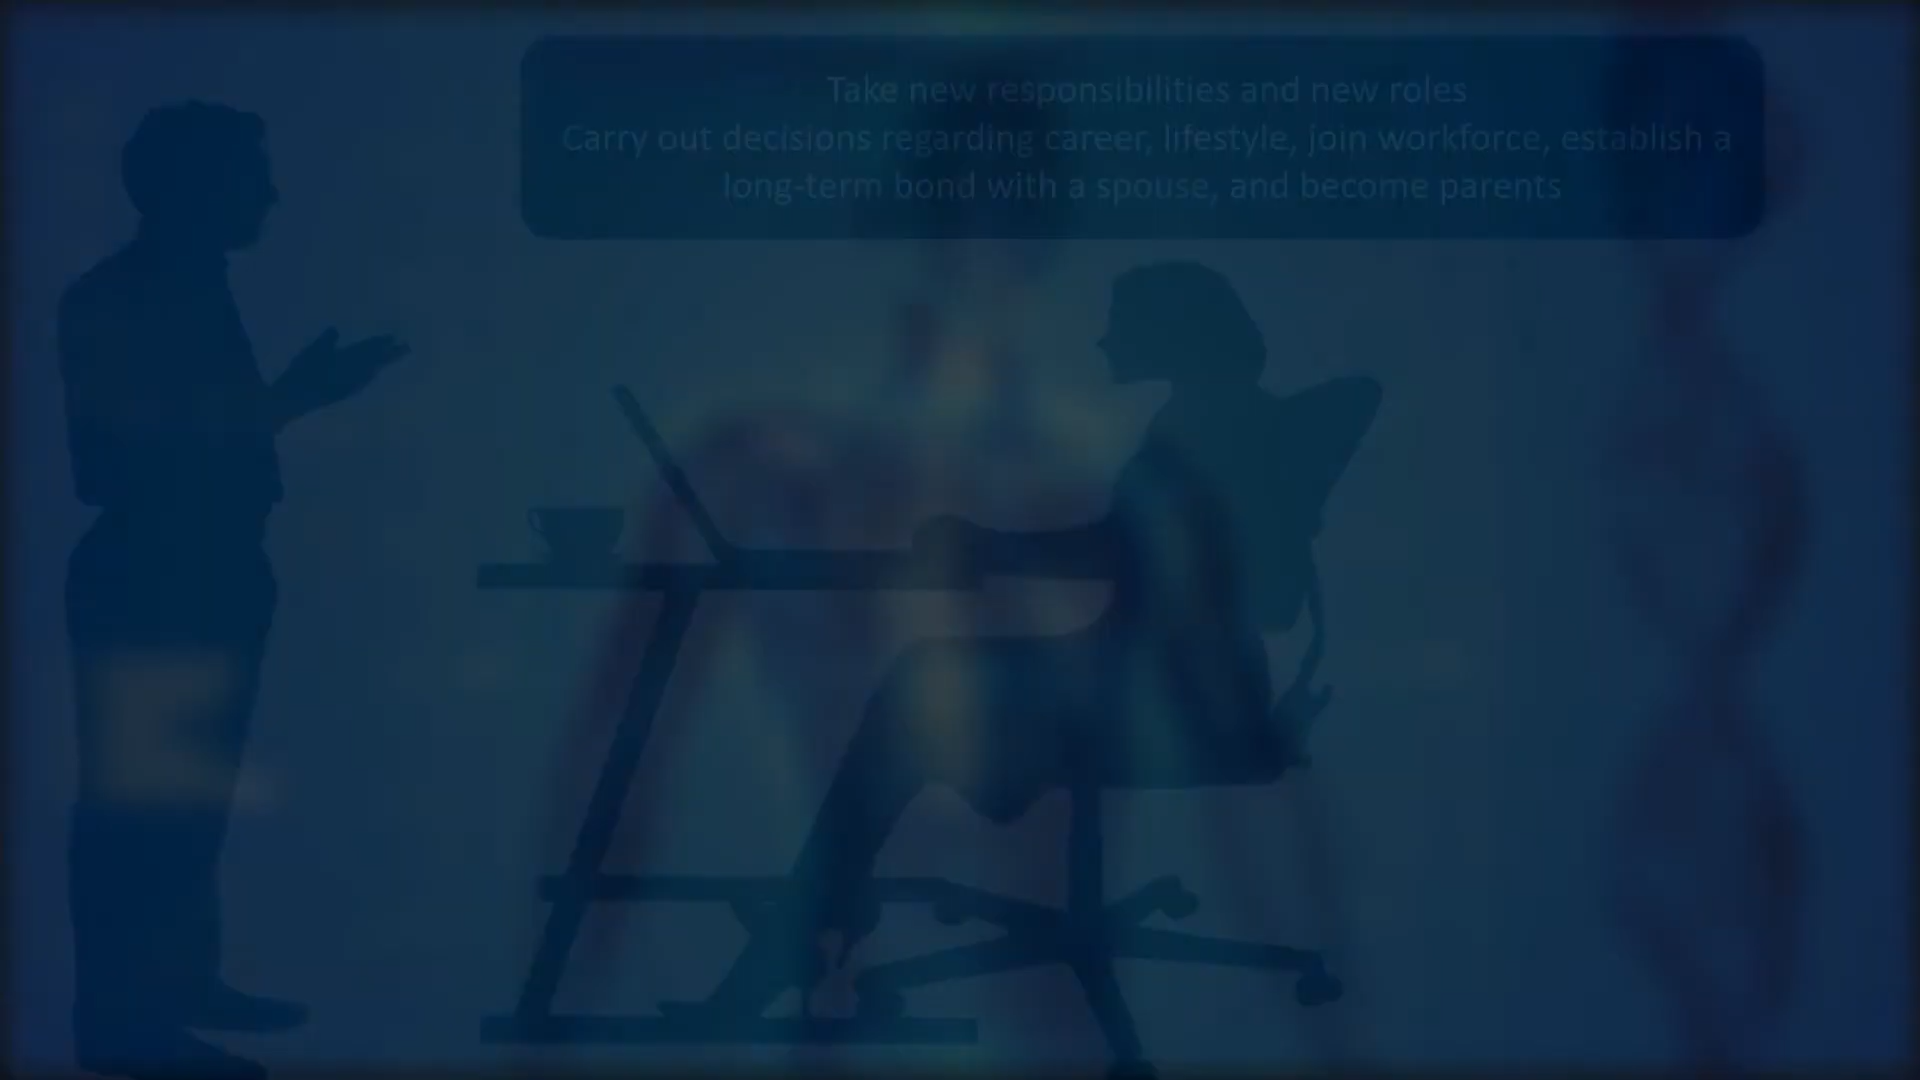 Take new responsibilities and new roles
Carry out decisions regarding career, lifestyle, join workforce, establish a
long-term bond with a spouse, and become parents